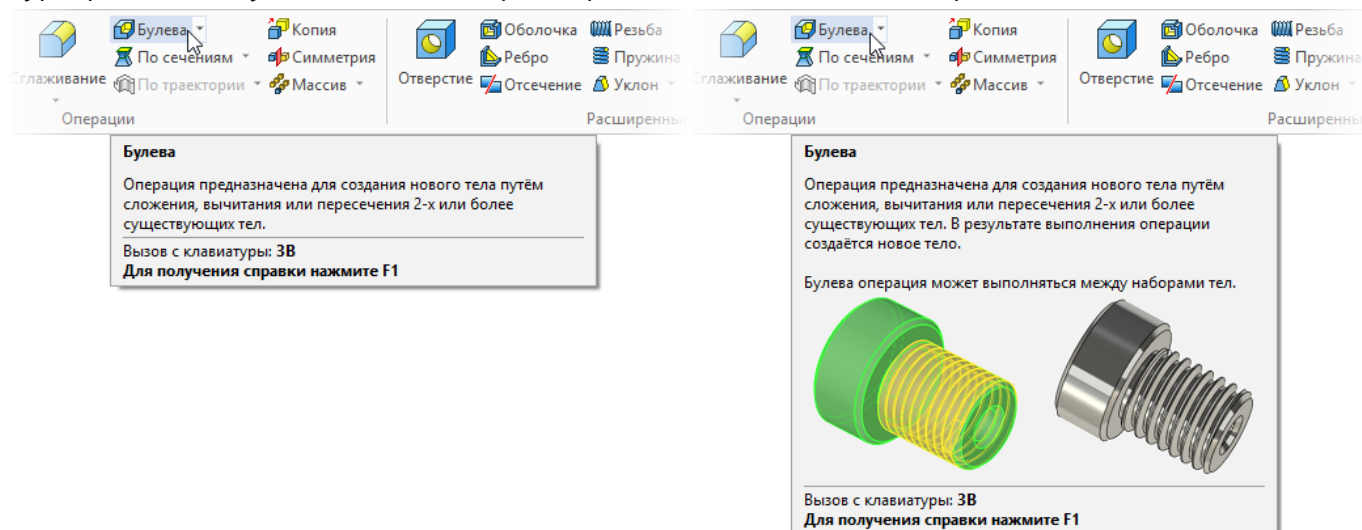 Булева
Копия
Оболочка
Резьба
По сечениям
Симметрия
Ребро
Пружина
Отверстие
По траектории
Массив
Отсечение
Уклон
Операции
Булева
Операция предназначена для создания нового тела путём
сложения, вычитания или пересечения 2-х или более
существующих тел.
Вызов с клавиатуры: 3B
Для получения справки нажмите F1
Булева
Копия
Оболочка
Резьба
По сечениям
Симметрия
Ребро
Пружина
Отверстие
По траектории
Массив
Отсечение
Уклон
Операции
Булева
Операция предназначена для создания нового тела путём
сложения, вычитания или пересечения 2-х или более
существующих тел. В результате выполнения операции
создаётся новое тело.
Булева операция может выполняться между наборами тел.
Вызов с клавиатуры: 3B
Для получения справки нажмите F1